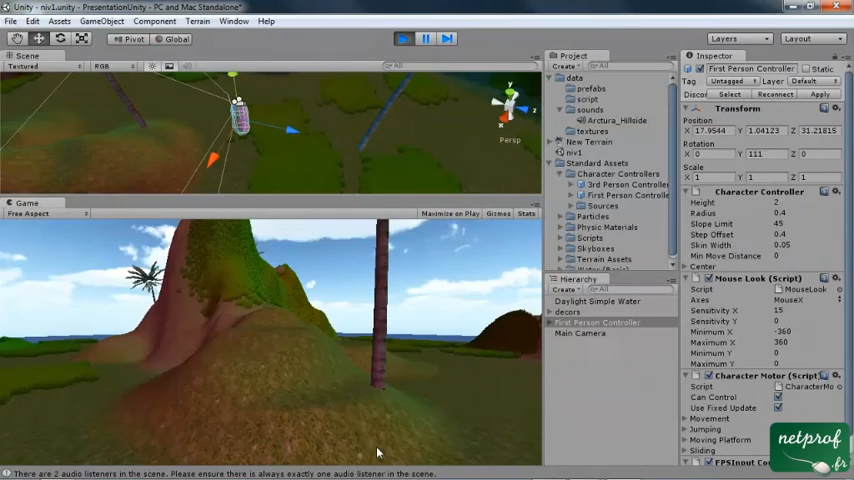 Unity - niv1.unity - PresentationUnity - PC and Mac Standalone*
File Edit Assets GameObject Component Terrain Window Help
Pivot Global Layers Layout
Scene
Textured RGB All
y
z
x
Persp
Game
Free Aspect Maximize on Play Gizmos Stats
Project
Create All
data
prefabs
script
sounds
Arctura_Hillside
textures
New Terrain
niv1
Standard Assets
Character Controllers
3rd Person Controller
First Person Controlle
Sources
Particles
Physic Materials
Scripts
Skyboxes
Terrain Assets
Water (Basic)
Hierarchy
Create All
Daylight Simple Water
decors
First Person Controller
Main Camera
Inspector
First Person Controller Static
Tag Untagged Layer Default
Discor Select Reconnect Apply
Transform
Position
X 17.9544 Y 1.04123 Z 31.21815
Rotation
X 0 Y 111 Z 0
Scale
X 1 Y 1 Z 1
Character Controller
Height 2
Radius 0.4
Slope Limit 45
Step Offset 0.4
Skin Width 0.05
Min Move Distance 0
Center
Mouse Look (Script)
Script MouseLook
Axes MouseX
Sensitivity X 15
Sensitivity Y 0
Minimum X -360
Maximum X 360
Minimum Y 0
Maximum Y 0
Character Motor (Script)
Script CharacterMo
Can Control
Use Fixed Update
Movement
Jumping
Moving Platform
Sliding
FPSInput Co
There are 2 audio listeners in the scene. Please ensure there is always exactly one audio listener in the scene.
netprof
.fr